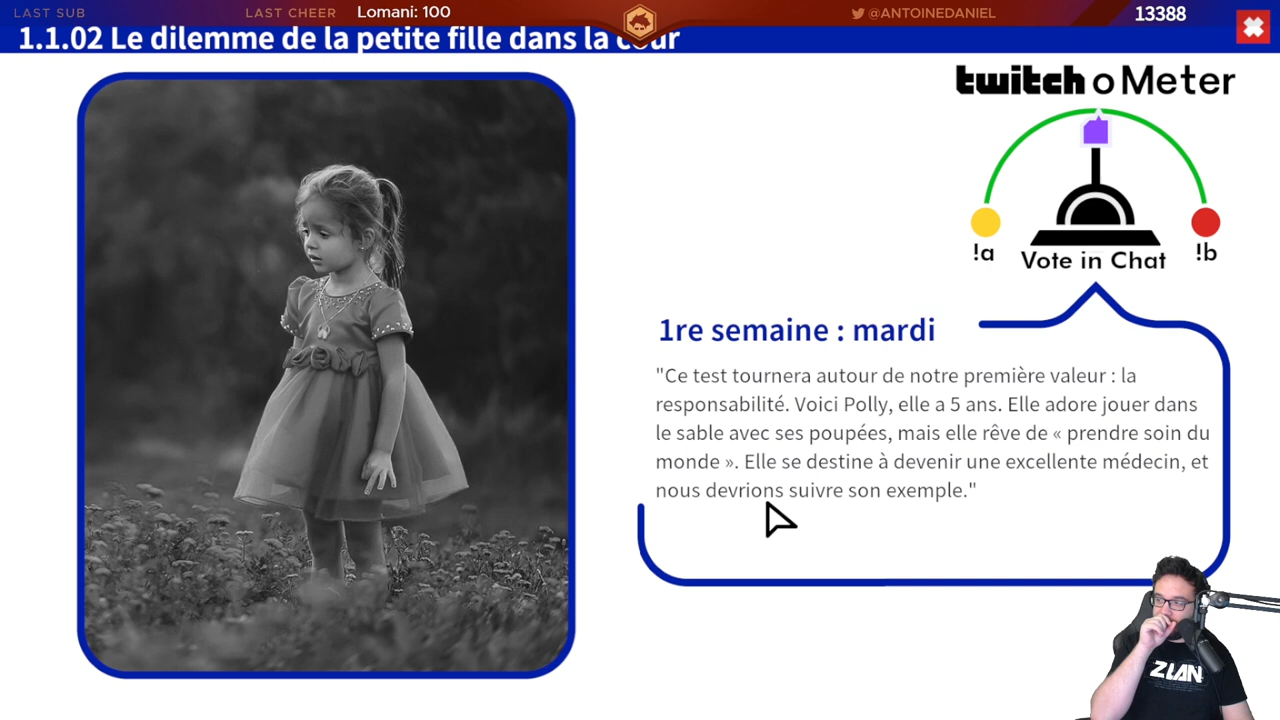 LAST SUB
LAST CHEER
Lomani: 100
@ANTOINEDANIEL
13388
1.1.02 Le dilemme de la petite fille dans la cour
twitch o Meter
!a
Vote in Chat
!b
1re semaine : mardi
"Ce test tournera autour de notre première valeur : la
responsabilité. Voici Polly, elle a 5 ans. Elle adore jouer dans
le sable avec ses poupées, mais elle rêve de « prendre soin du
monde ». Elle se destine à devenir une excellente médecin, et
nous devrions suivre son exemple."
ZLAN